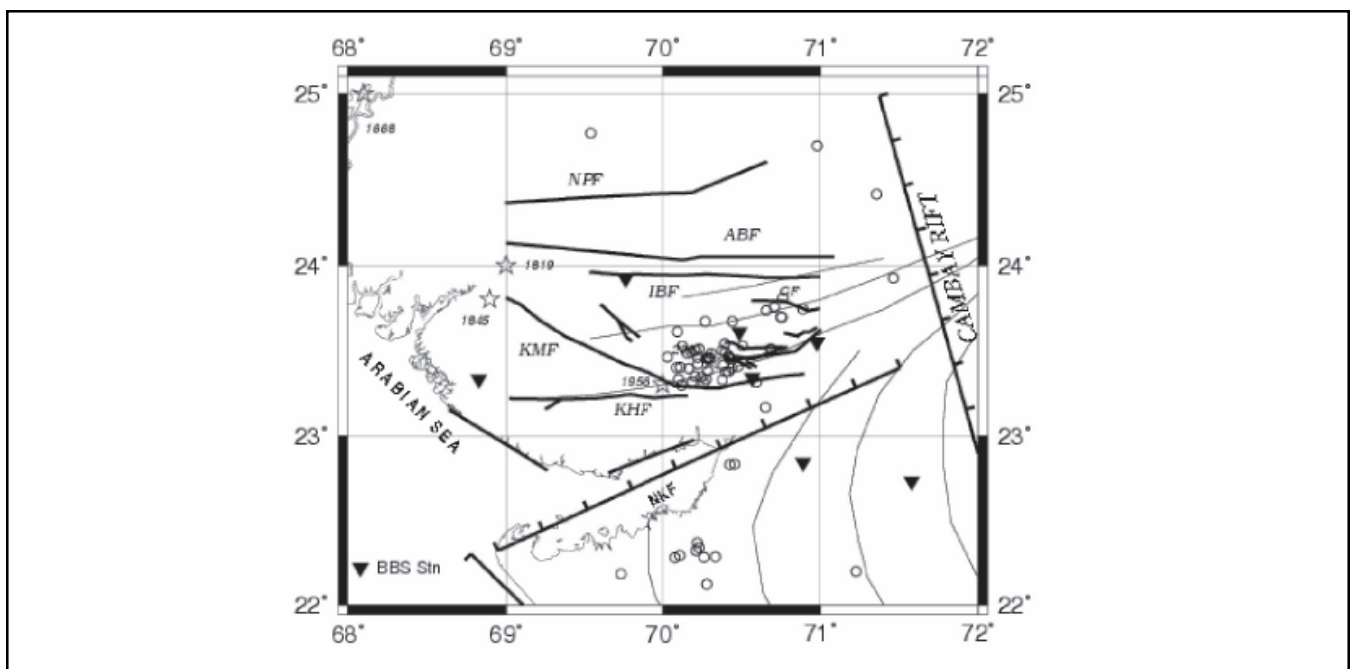 68° 69° 70° 71° 72°
25° 25°
1668
NPF
CAMBAY RIFT
ABF
24° 24°
1819
IBF
CF
1845
KMF
1956
ARABIAN SEA
KHF
23° 23°
NKF
BBS Stn
22° 22°
68° 69° 70° 71° 72°